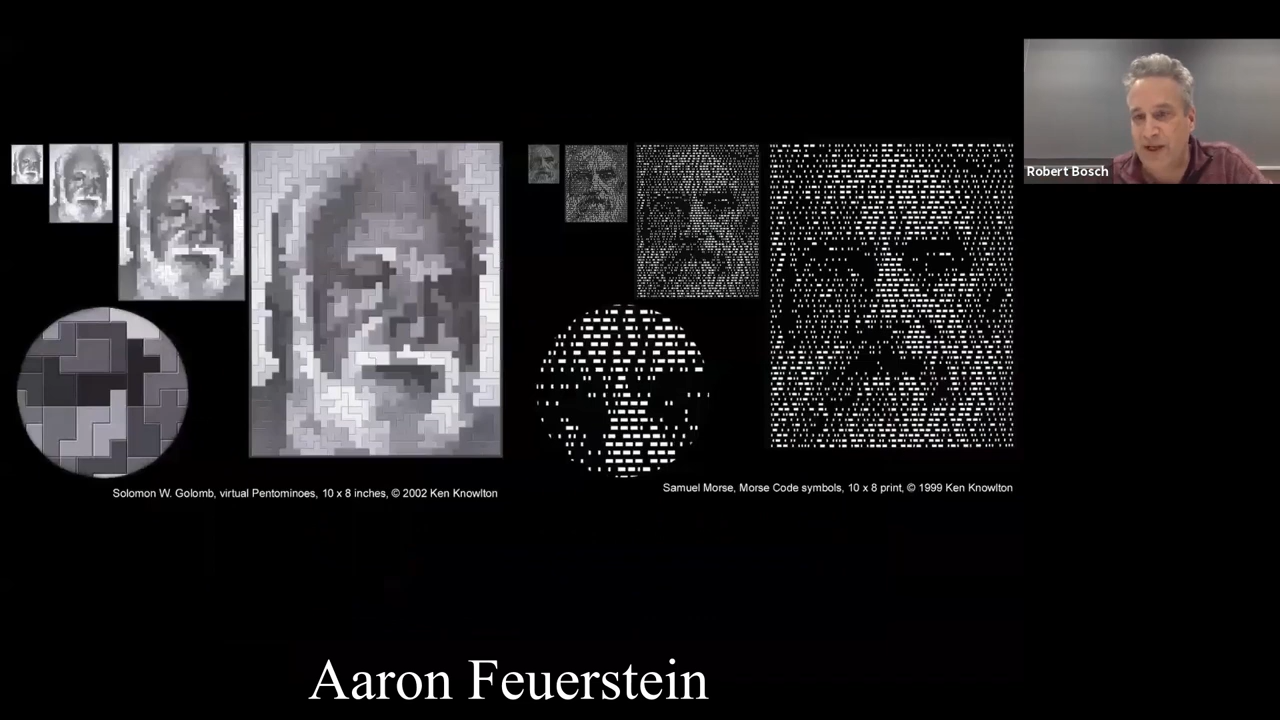 Robert Bosch
Solomon W. Golomb, virtual Pentominoes, 10 x 8 inches, © 2002 Ken Knowlton
Samuel Morse, Morse Code symbols, 10 x 8 print, © 1999 Ken Knowlton
Aaron Feuerstein